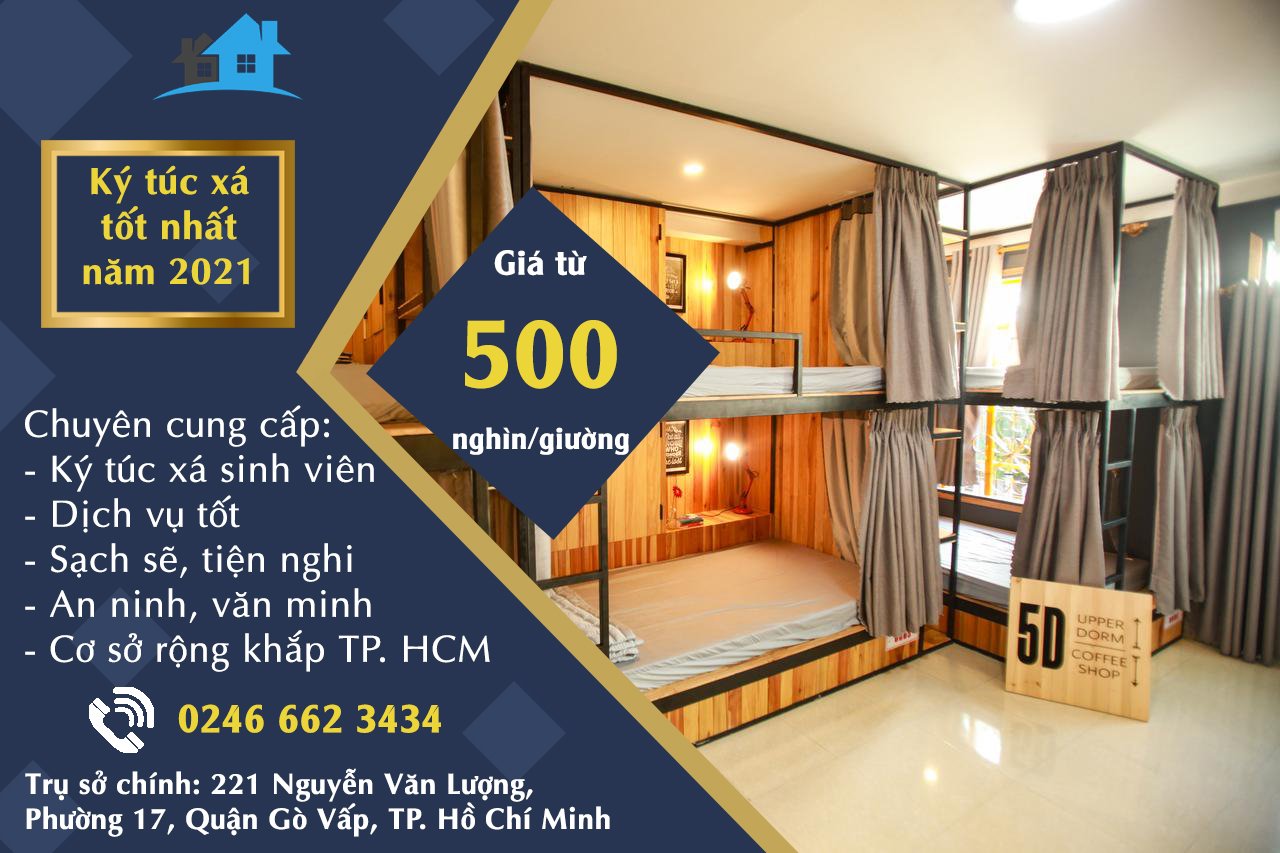 Ký túc xá
tốt nhất
năm 2021
Giá từ
500
nghìn/giường
Chuyên cung cấp:
- Ký túc xá sinh viên
- Dịch vụ tốt
- Sạch sẽ, tiện nghi
- An ninh, văn minh
- Cơ sở rộng khắp TP. HCM
0246 662 3434
Trụ sở chính: 221 Nguyễn Văn Lượng,
Phường 17, Quận Gò Vấp, TP. Hồ Chí Minh
5D
UPPER
DORM
COFFEE
SHOP